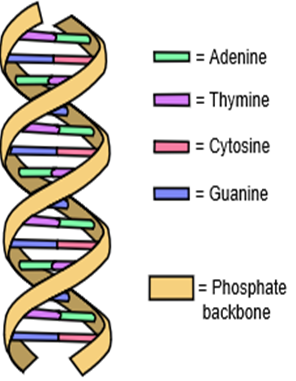 = Adenine
= Thymine
= Cytosine
= Guanine
= Phosphate
backbone